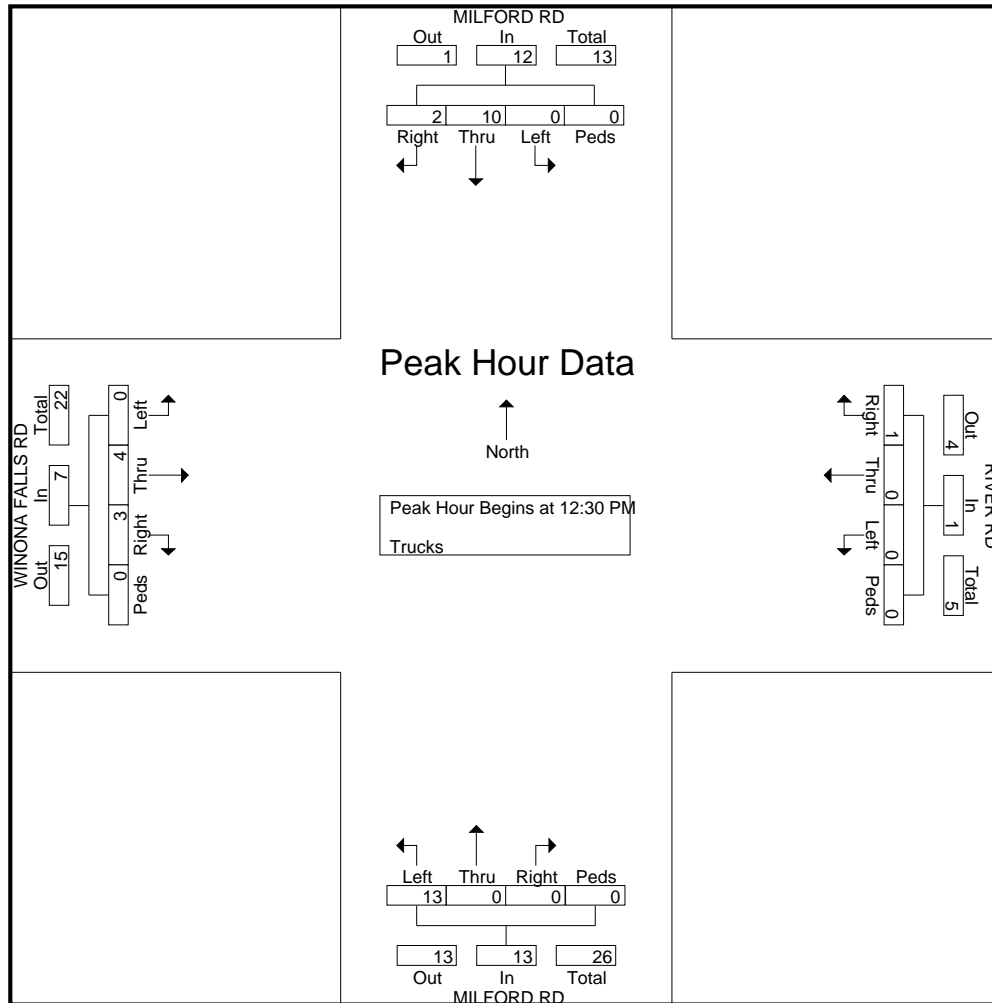 MILFORD RD
Out In Total
1 12 13
2 10 0 0
Right Thru Left Peds
Peak Hour Data
North
Peak Hour Begins at 12:30 PM
Trucks
WINONA FALLS RD
Total In Out
22 7 15
0 4 3 0
Left Thru Right Peds
RIVER RD
Out In Total
4 1 5
1 0 0 0
Right Thru Left Peds
Left Thru Right Peds
13 0 0 0
13 13 26
Out In Total
MILFORD RD